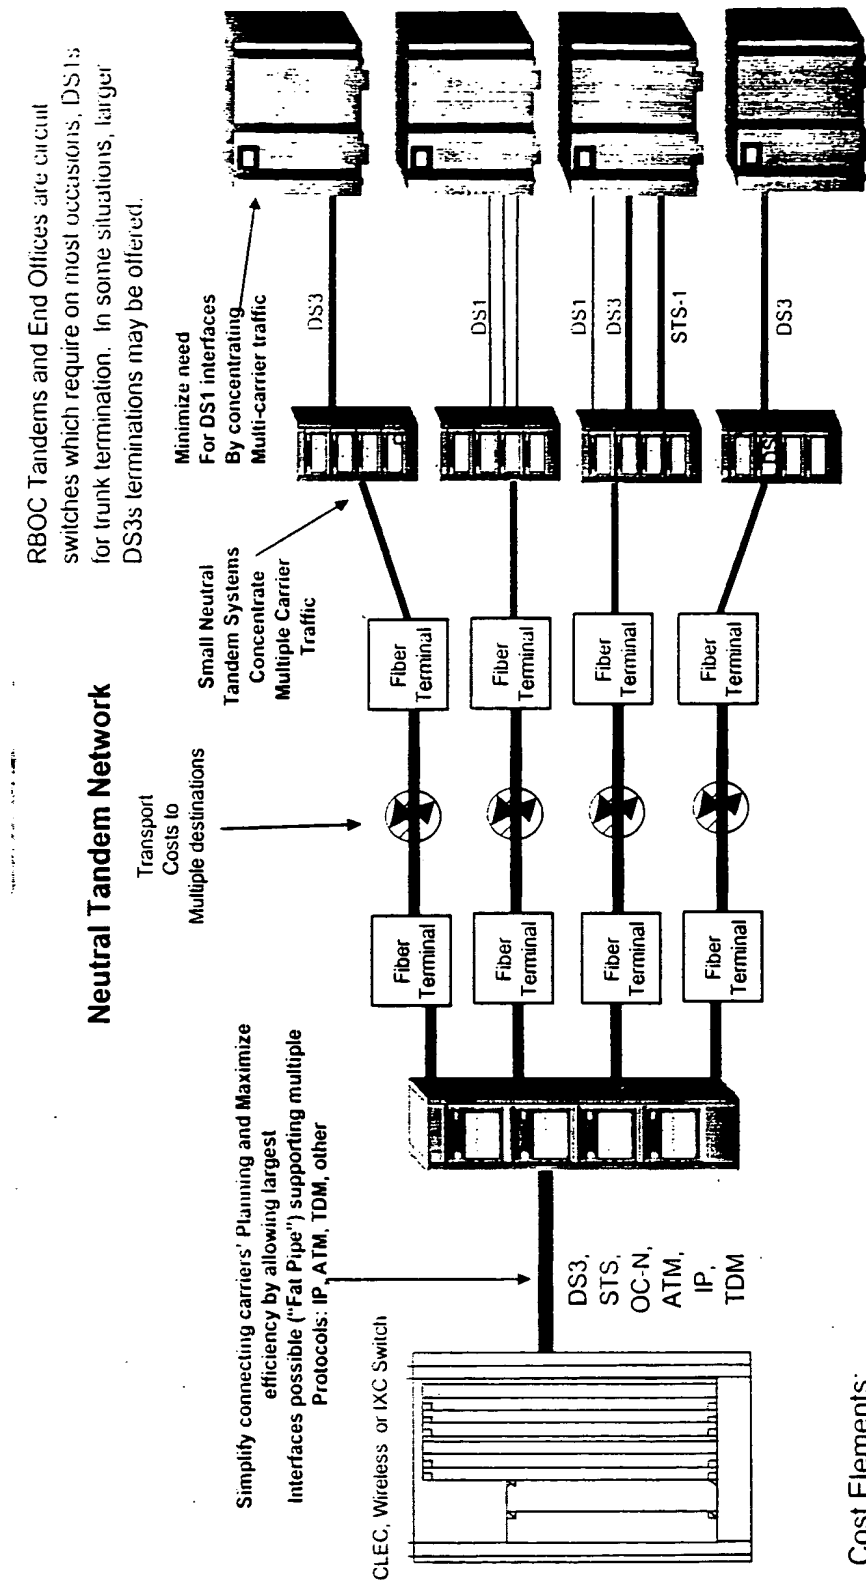 Neutral Tandem Network
RBOC Tandems and End Offices are circuit
switches which require on most occasions, DS1s
for trunk termination. In some situations, larger
DS3s terminations may be offered.
Simplify connecting carriers' Planning and Maximize
efficiency by allowing largest
Interfaces possible ("Fat Pipe") supporting multiple
Protocols: IP, ATM, TDM, other
Transport
Costs to
Multiple destinations
Small Neutral
Tandem Systems
Concentrate
Multiple Carrier
Traffic
Minimize need
For DS1 interfaces
By concentrating
Multi-carrier traffic
CLEC, Wireless or IXC Switch
DS3,
STS,
OC-N,
ATM,
IP,
TDM
Fiber
Terminal
Fiber
Terminal
DS3
Fiber
Terminal
Fiber
Terminal
DS1
Fiber
Terminal
Fiber
Terminal
DS1
DS3
STS-1
Fiber
Terminal
Fiber
Terminal
DS3
Cost Elements: